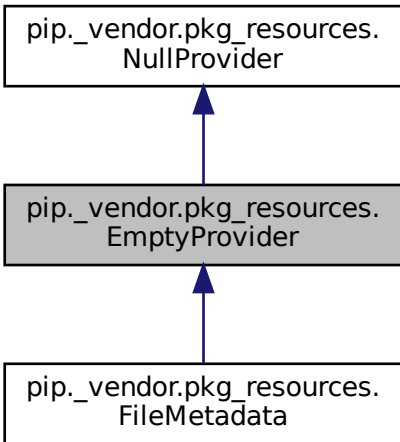 pip._vendor.pkg_resources.
NullProvider
pip._vendor.pkg_resources.
EmptyProvider
pip._vendor.pkg_resources.
FileMetadata